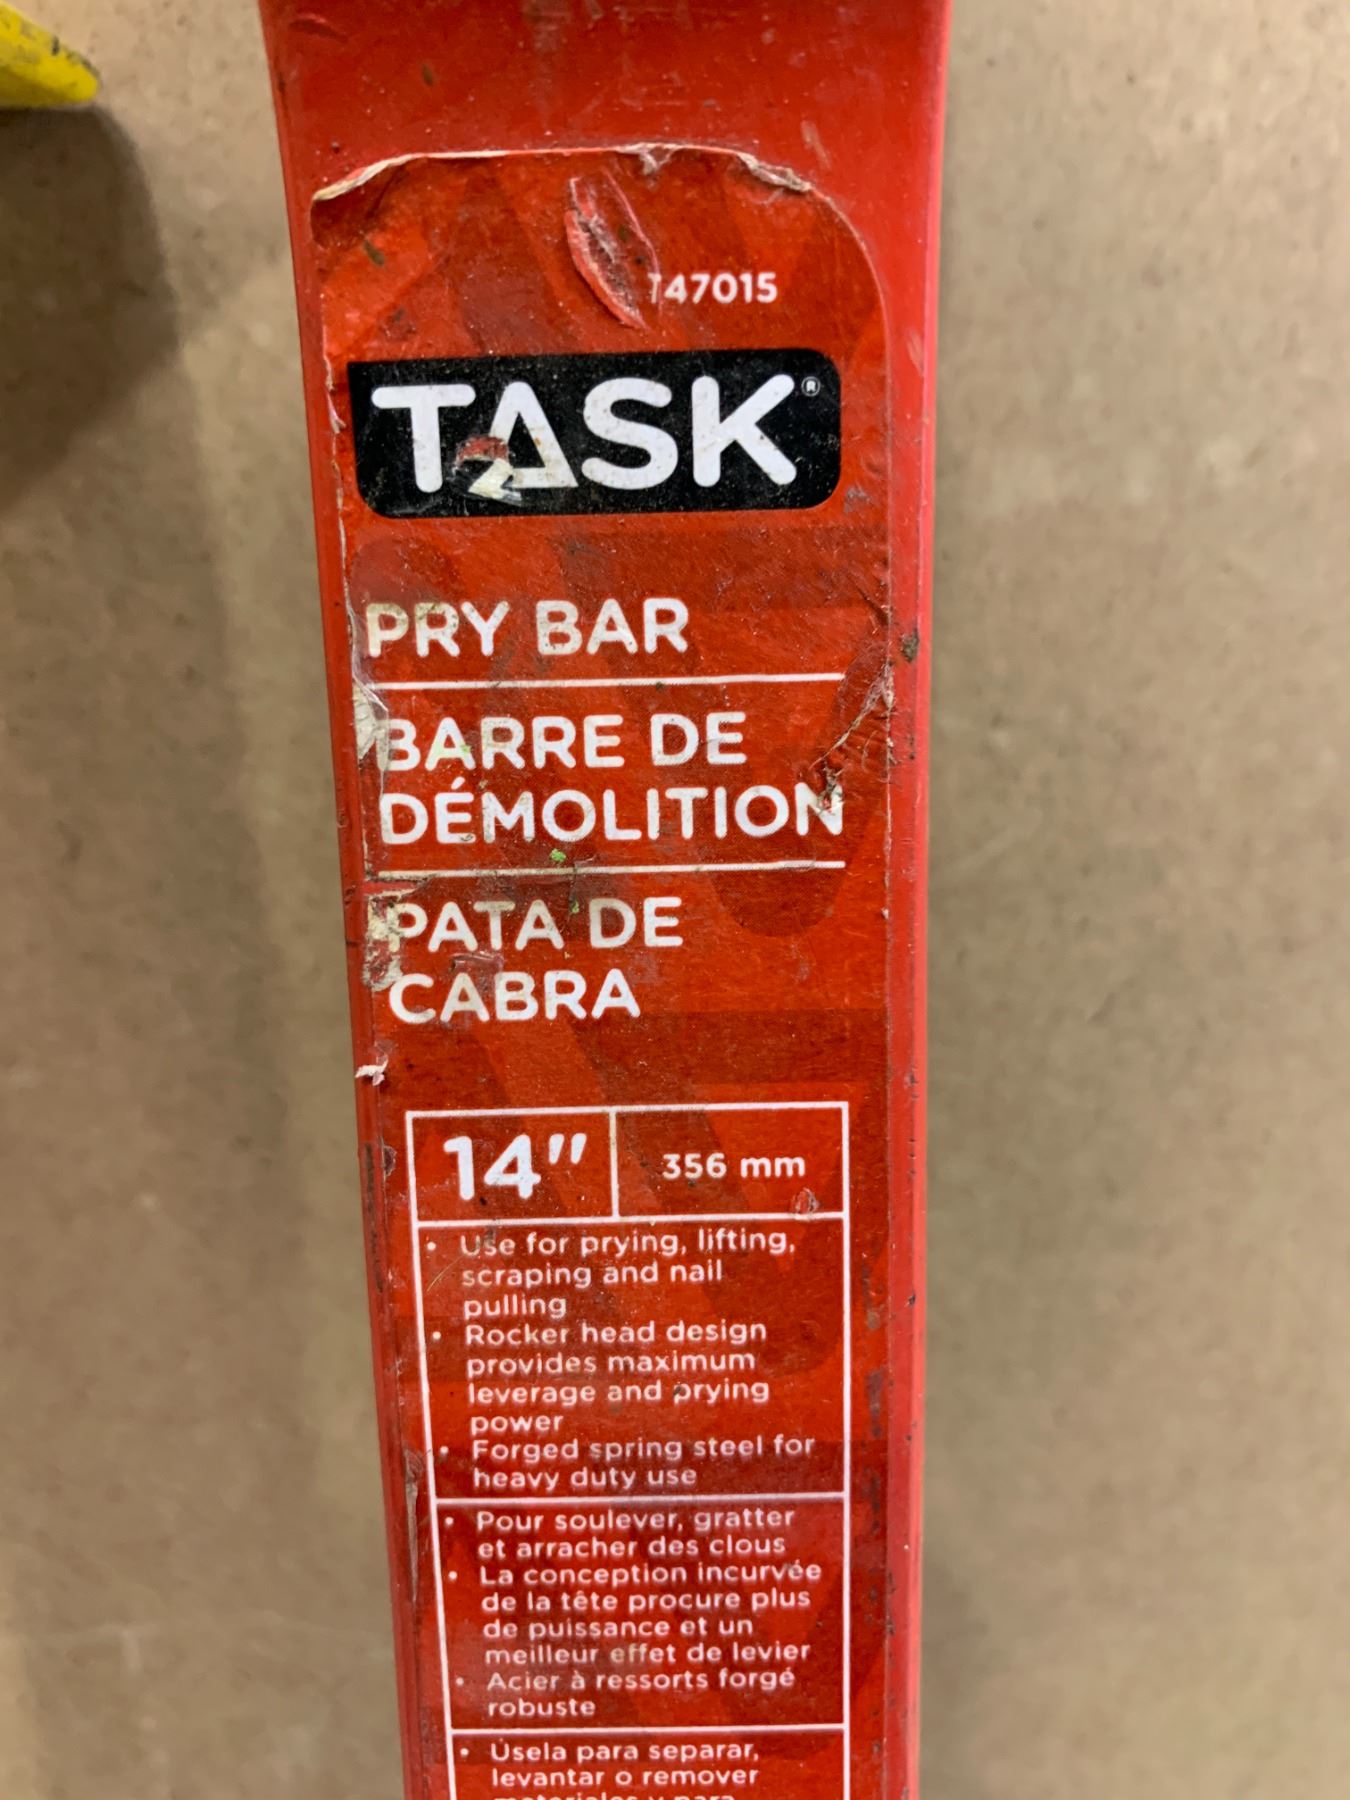 T47015
TASK®
PRY BAR
BARRE DE
DÉMOLITION
PATA DE
CABRA
14"
356 mm
• Use for prying, lifting,
scraping and nail
pulling
• Rocker head design
provides maximum
leverage and prying
power
• Forged spring steel for
heavy duty use
• Pour soulever, gratter
et arracher des clous
• La conception incurvée
de la tête procure plus
de puissance et un
meilleur effet de levier
• Acier à ressorts forgé
robuste
• Úsela para separar,
levantar o remover
materiales y para